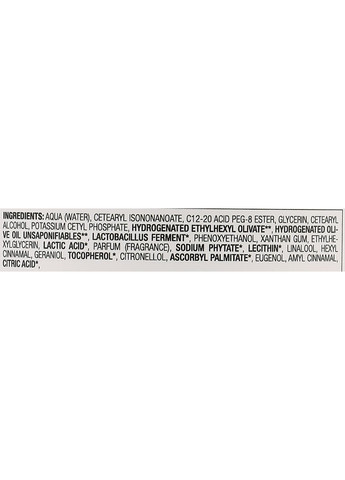 INGREDIENTS: AQUA (WATER), CETEARYL ISONONANOATE, C12-20 ACID PEG-8 ESTER, GLYCERIN, CETEARYL
ALCOHOL, POTASSIUM CETYL PHOSPHATE, HYDROGENATED ETHYLHEXYL OLIVATE**, HYDROGENATED OLI-
VE OIL UNSAPONIFIABLES**, LACTOBACILLUS FERMENT*, PHENOXYETHANOL, XANTHAN GUM, ETHYLHE-
XYLGLYCERIN, LACTIC ACID*, PARFUM (FRAGRANCE), SODIUM PHYTATE*, LECITHIN*, LINALOOL, HEXYL
CINNAMAL, GERANIOL, TOCOPHEROL*, CITRONELLOL, ASCORBYL PALMITATE*, EUGENOL, AMYL CINNAMAL,
CITRIC ACID*,